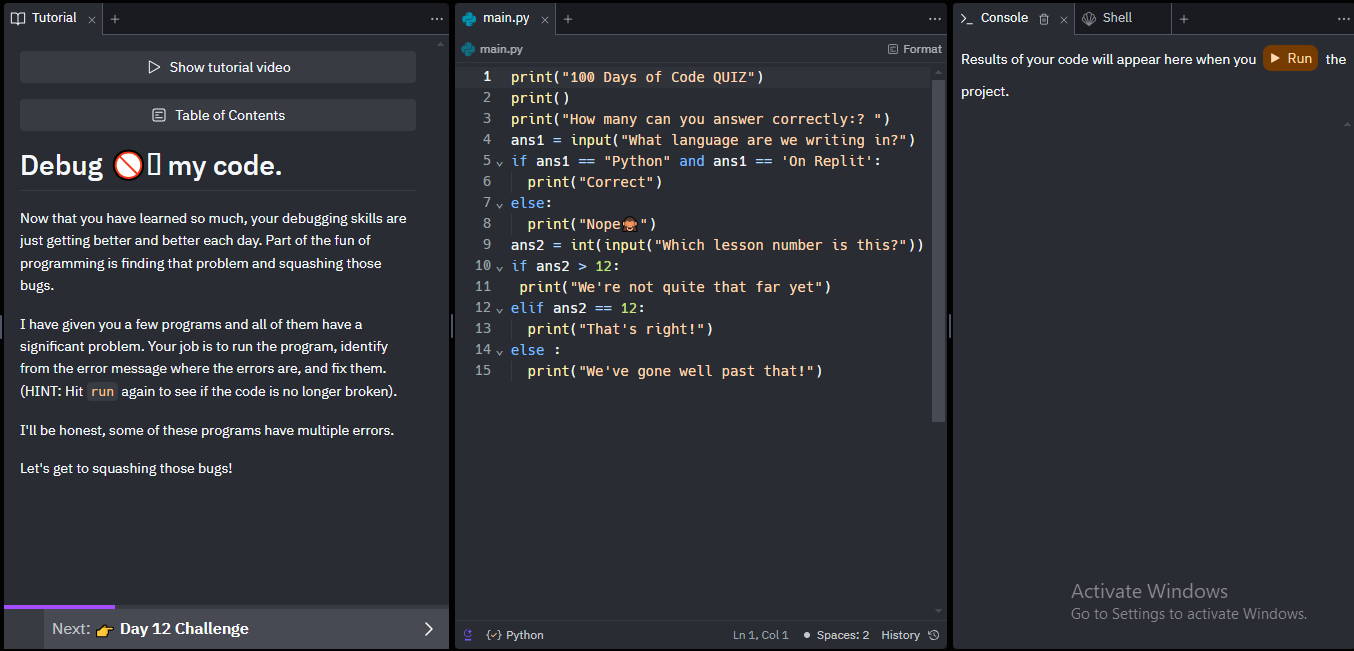 Tutorial
Show tutorial video
Table of Contents
Debug 🚫 my code.
Now that you have learned so much, your debugging skills are
just getting better and better each day. Part of the fun of
programming is finding that problem and squashing those
bugs.
I have given you a few programs and all of them have a
significant problem. Your job is to run the program, identify
from the error message where the errors are, and fix them.
(HINT: Hit run again to see if the code is no longer broken).
I'll be honest, some of these programs have multiple errors.
Let's get to squashing those bugs!
Next: 👉 Day 12 Challenge
main.py
main.py Format
1 print("100 Days of Code QUIZ")
2 print()
3 print("How many can you answer correctly:? ")
4 ans1 = input("What language are we writing in?")
5 if ans1 == "Python" and ans1 == 'On Replit':
6 print("Correct")
7 else:
8 print("Nope🙈")
9 ans2 = int(input("Which lesson number is this?"))
10 if ans2 > 12:
11 print("We're not quite that far yet")
12 elif ans2 == 12:
13 print("That's right!")
14 else :
15 print("We've gone well past that!")
Python Ln 1, Col 1 Spaces: 2 History
Console Shell
Results of your code will appear here when you Run the
project.
Activate Windows
Go to Settings to activate Windows.